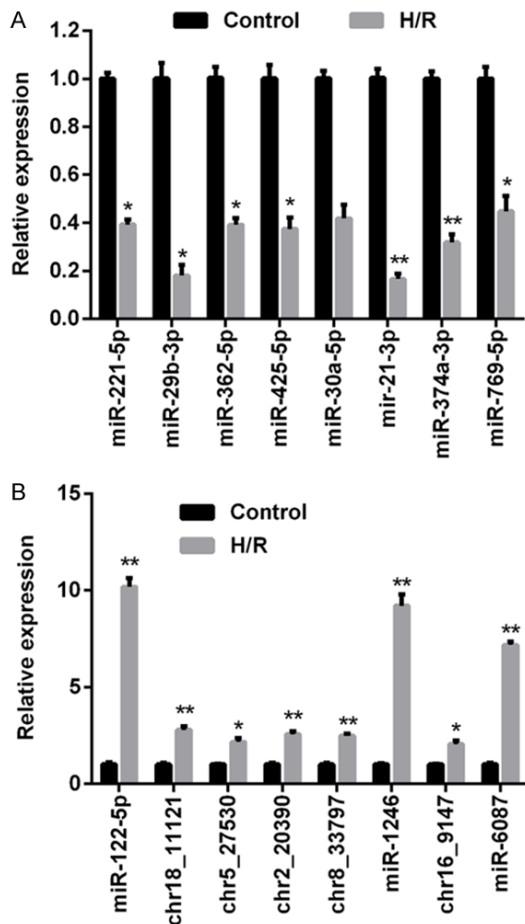 A
Control H/R
Relative expression
1.2
1.0
0.8
0.6
0.4
0.2
0.0
* * * * ** ** *
miR-221-5p
miR-29b-3p
miR-362-5p
miR-425-5p
miR-30a-5p
mir-21-3p
miR-374a-3p
miR-769-5p
B
Control
H/R
Relative expression
15
10
5
0
** ** * ** ** ** * **
miR-122-5p
chr18_11121
chr5_27530
chr2_20390
chr8_33797
miR-1246
chr16_9147
miR-6087